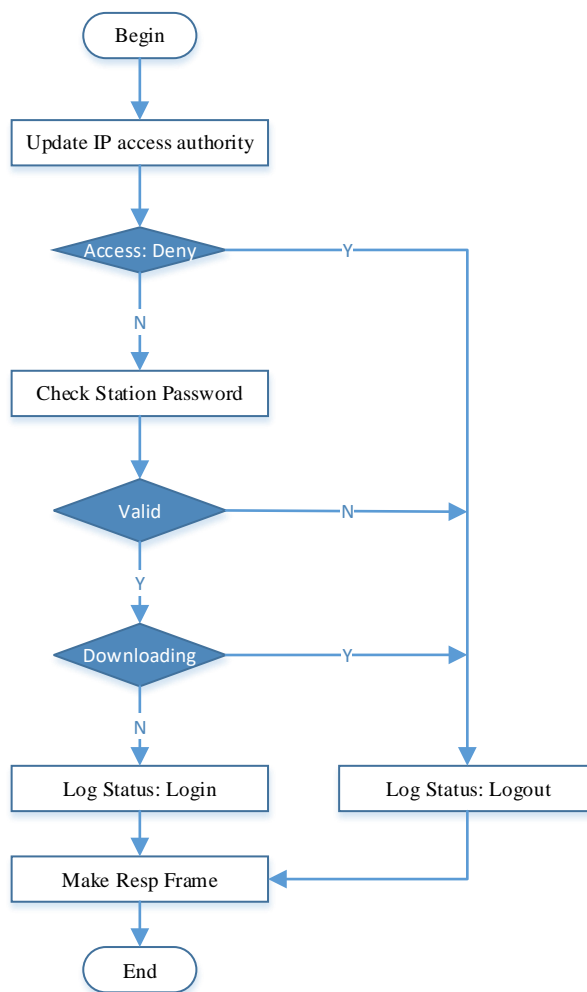 Begin
Update IP access authority
Access: Deny
Y
N
Check Station Password
Valid
N
Y
Downloading
Y
N
Log Status: Login
Log Status: Logout
Make Resp Frame
End